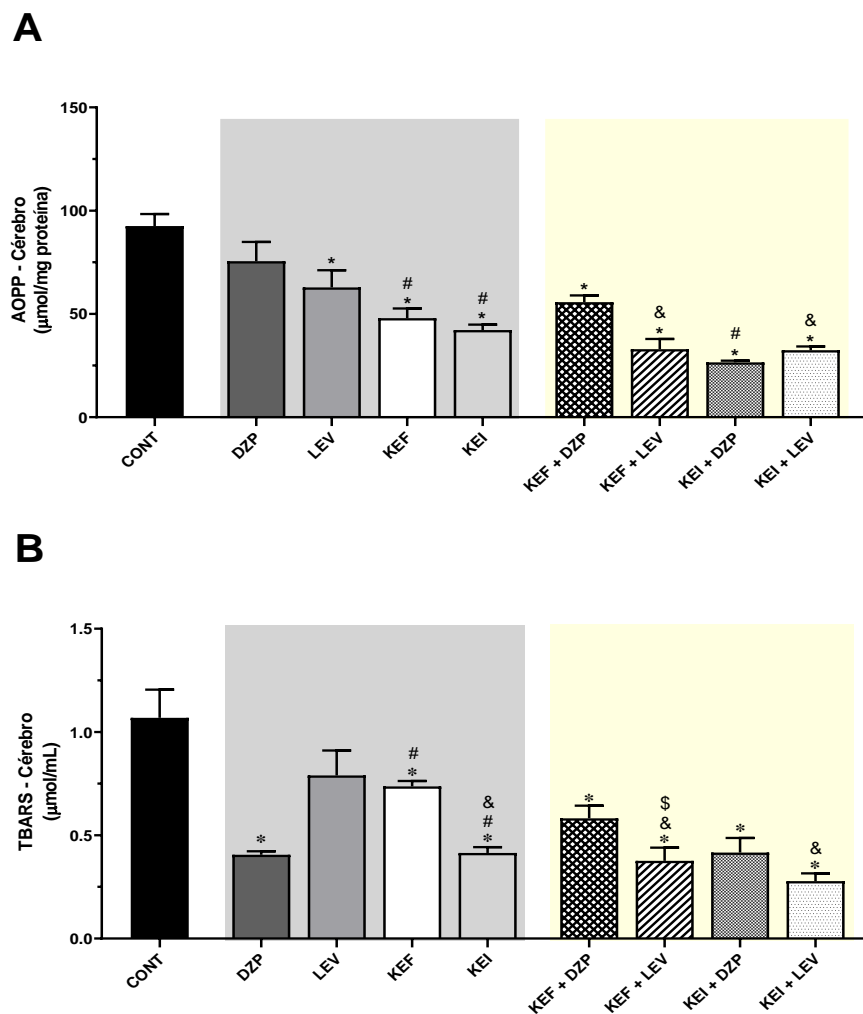 A
AOPP - Cérebro
(µmol/mg proteína)
150
100
50
0
*
#
*
#
*
*
&
*
#
*
&
*
CONT
DZP
LEV
KEF
KEI
KEF + DZP
KEF + LEV
KEI + DZP
KEI + LEV
B
TBARS - Cérebro
(µmol/mL)
1.5
1.0
0.5
0.0
*
#
*
&
#
*
*
$
&
*
*
&
*
CONT
DZP
LEV
KEF
KEI
KEF + DZP
KEF + LEV
KEI + DZP
KEI + LEV